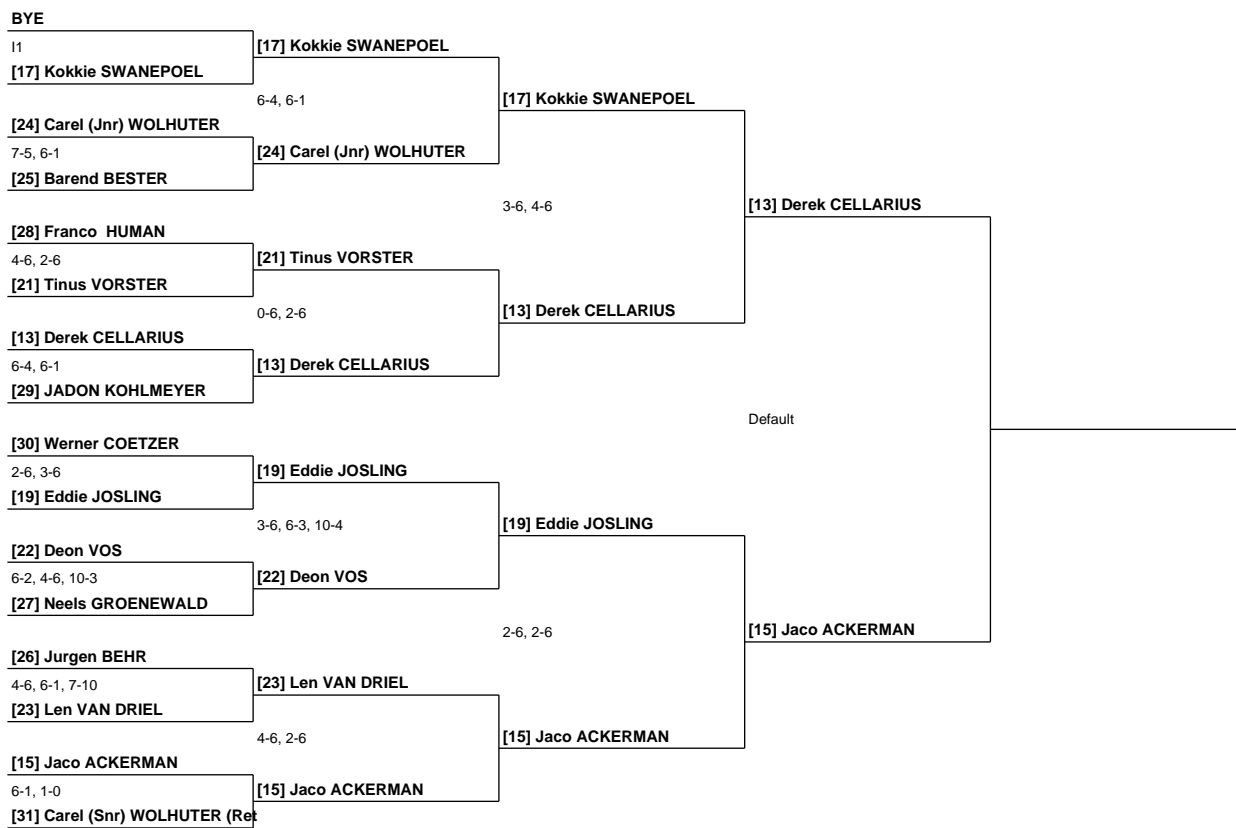 BYE
I1
[17] Kokkie SWANEPOEL
[17] Kokkie SWANEPOEL
6-4, 6-1
[17] Kokkie SWANEPOEL
[24] Carel (Jnr) WOLHUTER
7-5, 6-1
[24] Carel (Jnr) WOLHUTER
[25] Barend BESTER
3-6, 4-6
[13] Derek CELLARIUS
[28] Franco  HUMAN
4-6, 2-6
[21] Tinus VORSTER
[21] Tinus VORSTER
0-6, 2-6
[13] Derek CELLARIUS
[13] Derek CELLARIUS
6-4, 6-1
[13] Derek CELLARIUS
[29] JADON KOHLMEYER
Default
[30] Werner COETZER
2-6, 3-6
[19] Eddie JOSLING
[19] Eddie JOSLING
3-6, 6-3, 10-4
[19] Eddie JOSLING
[22] Deon VOS
6-2, 4-6, 10-3
[22] Deon VOS
[27] Neels GROENEWALD
2-6, 2-6
[15] Jaco ACKERMAN
[26] Jurgen BEHR
4-6, 6-1, 7-10
[23] Len VAN DRIEL
[23] Len VAN DRIEL
4-6, 2-6
[15] Jaco ACKERMAN
[15] Jaco ACKERMAN
6-1, 1-0
[15] Jaco ACKERMAN
[31] Carel (Snr) WOLHUTER (Ret